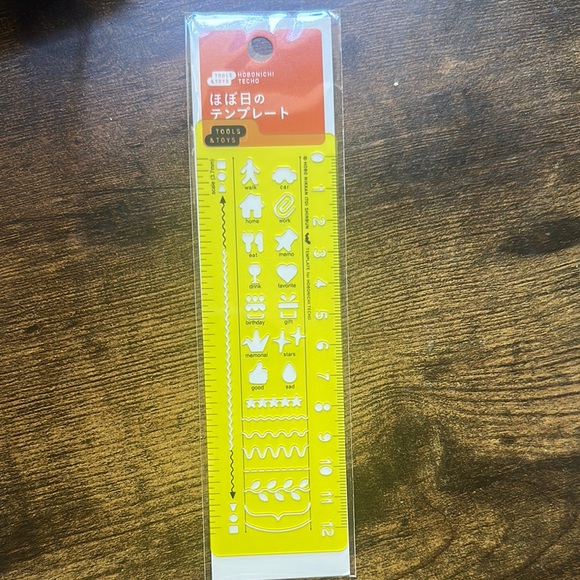 TOOLS & TOYS
HOBONICHI TECHO
ほぼ日の
テンプレート
TOOLS
& TOYS
walk
car
home
work
eat
memo
drink
favorite
birthday
gift
memorial
stars
good
sad
0
1
2
3
4
5
6
7
8
9
10
11
12